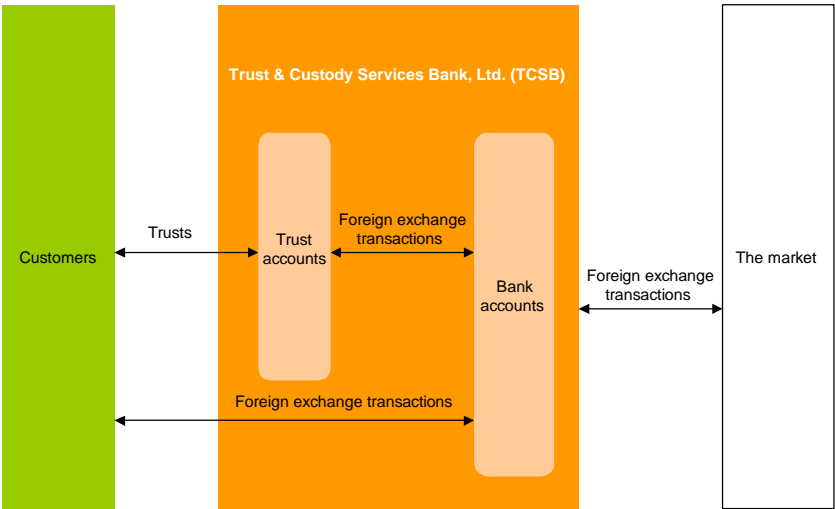 Trust & Custody Services Bank, Ltd. (TCSB)
Customers
Trusts
Trust
accounts
Foreign exchange
transactions
Bank
accounts
Foreign exchange
transactions
The market
Foreign exchange transactions